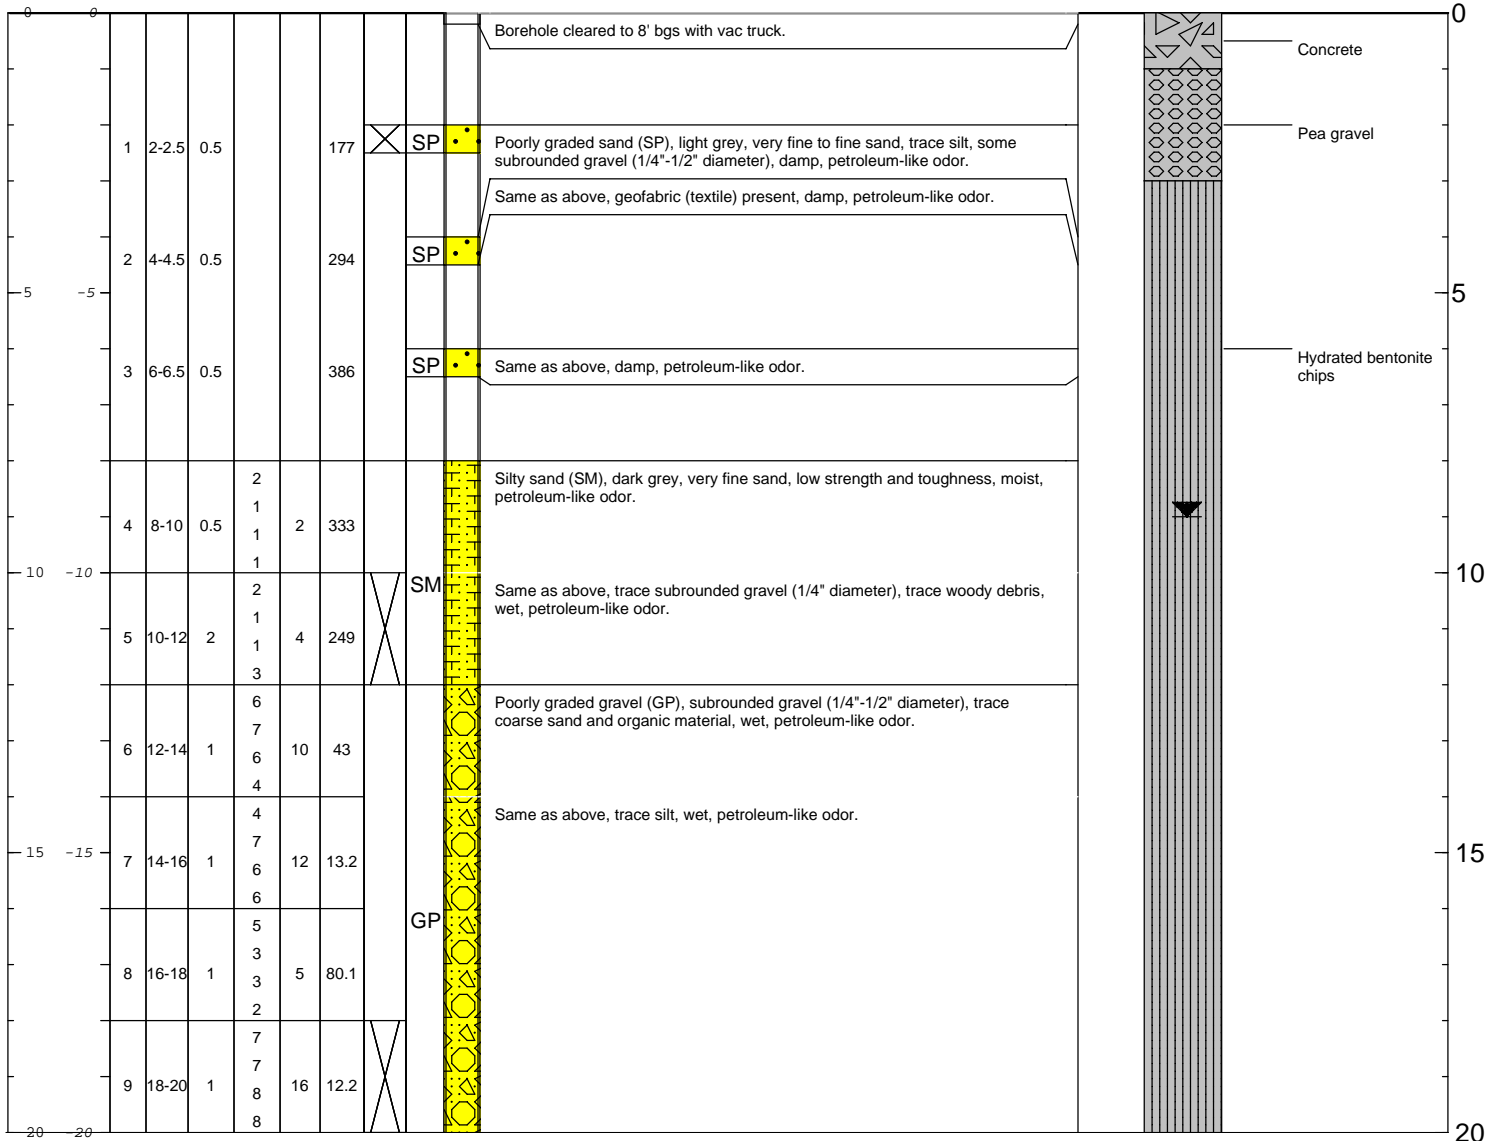 0 0 0
Borehole cleared to 8' bgs with vac truck.
Concrete
1 2-2.5 0.5 177 SP Poorly graded sand (SP), light grey, very fine to fine sand, trace silt, some
subrounded gravel (1/4"-1/2" diameter), damp, petroleum-like odor.
Pea gravel
Same as above, geofabric (textile) present, damp, petroleum-like odor.
2 4-4.5 0.5 294 SP
5 -5 5
3 6-6.5 0.5 386 SP Same as above, damp, petroleum-like odor.
Hydrated bentonite
chips
2
1
4 8-10 0.5 2 333
1
1
Silty sand (SM), dark grey, very fine sand, low strength and toughness, moist,
petroleum-like odor.
10 -10 10
SM
2
1
5 10-12 2 4 249
1
3
Same as above, trace subrounded gravel (1/4" diameter), trace woody debris,
wet, petroleum-like odor.
6
7
6 12-14 1 10 43
6
4
Poorly graded gravel (GP), subrounded gravel (1/4"-1/2" diameter), trace
coarse sand and organic material, wet, petroleum-like odor.
4
7
7 14-16 1 12 13.2
6
6
Same as above, trace silt, wet, petroleum-like odor.
15 -15 15
GP
5
3
8 16-18 1 5 80.1
3
2
7
7
9 18-20 1 16 12.2
8
8
20 -20 20